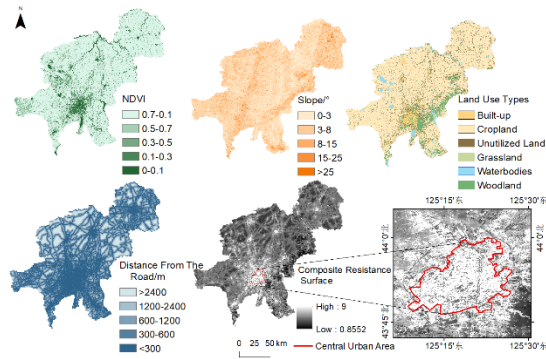 N
NDVI
0.7-0.1
0.5-0.7
0.3-0.5
0.1-0.3
0-0.1
Slope/°
0-3
3-8
8-15
15-25
>25
Land Use Types
Built-up
Cropland
Unutilized Land
Grassland
Waterbodies
Woodland
Distance From The
Road/m
>2400
1200-2400
600-1200
300-600
<300
Composite Resistance
Surface
High : 9
Low : 0.8552
Central Urban Area
0 25 50 km
125°15'东 125°30'东
44°0'北
43°45'北
44°0'北
43°45'北
125°15'东 125°30'东